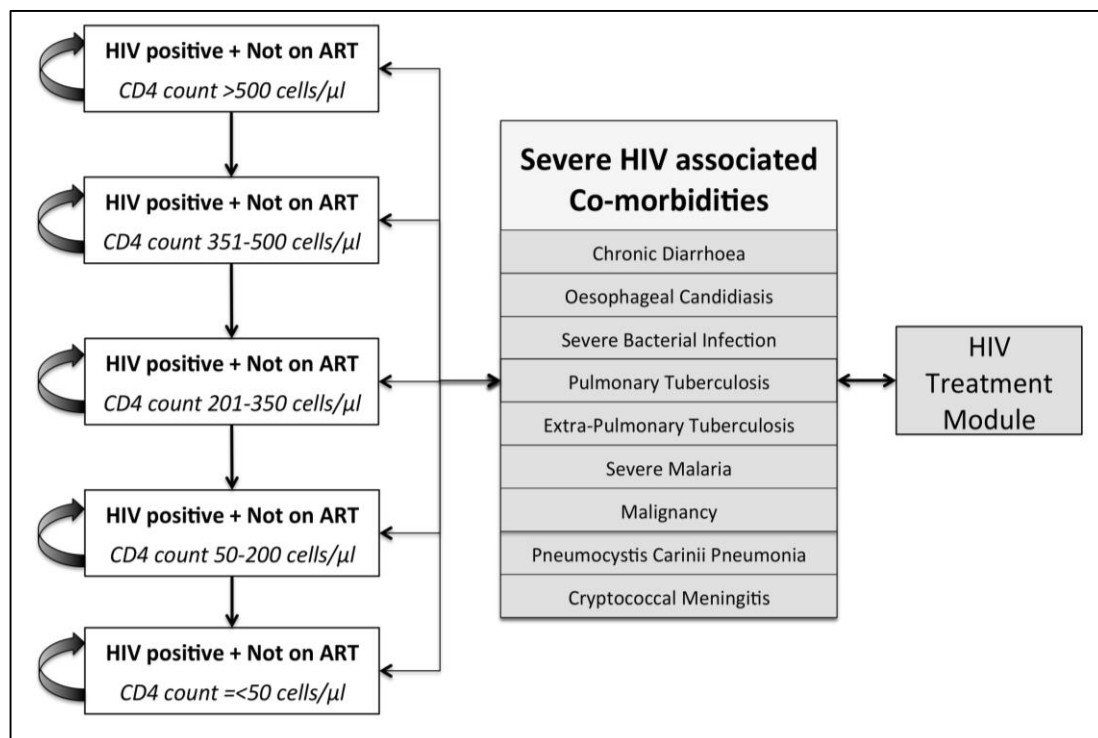 HIV positive + Not on ART
CD4 count >500 cells/µl
HIV positive + Not on ART
CD4 count 351-500 cells/µl
HIV positive + Not on ART
CD4 count 201-350 cells/µl
HIV positive + Not on ART
CD4 count 50-200 cells/µl
HIV positive + Not on ART
CD4 count =<50 cells/µl
Severe HIV associated
Co-morbidities
Chronic Diarrhoea
Oesophageal Candidiasis
Severe Bacterial Infection
Pulmonary Tuberculosis
Extra-Pulmonary Tuberculosis
Severe Malaria
Malignancy
Pneumocystis Carinii Pneumonia
Cryptococcal Meningitis
HIV
Treatment
Module